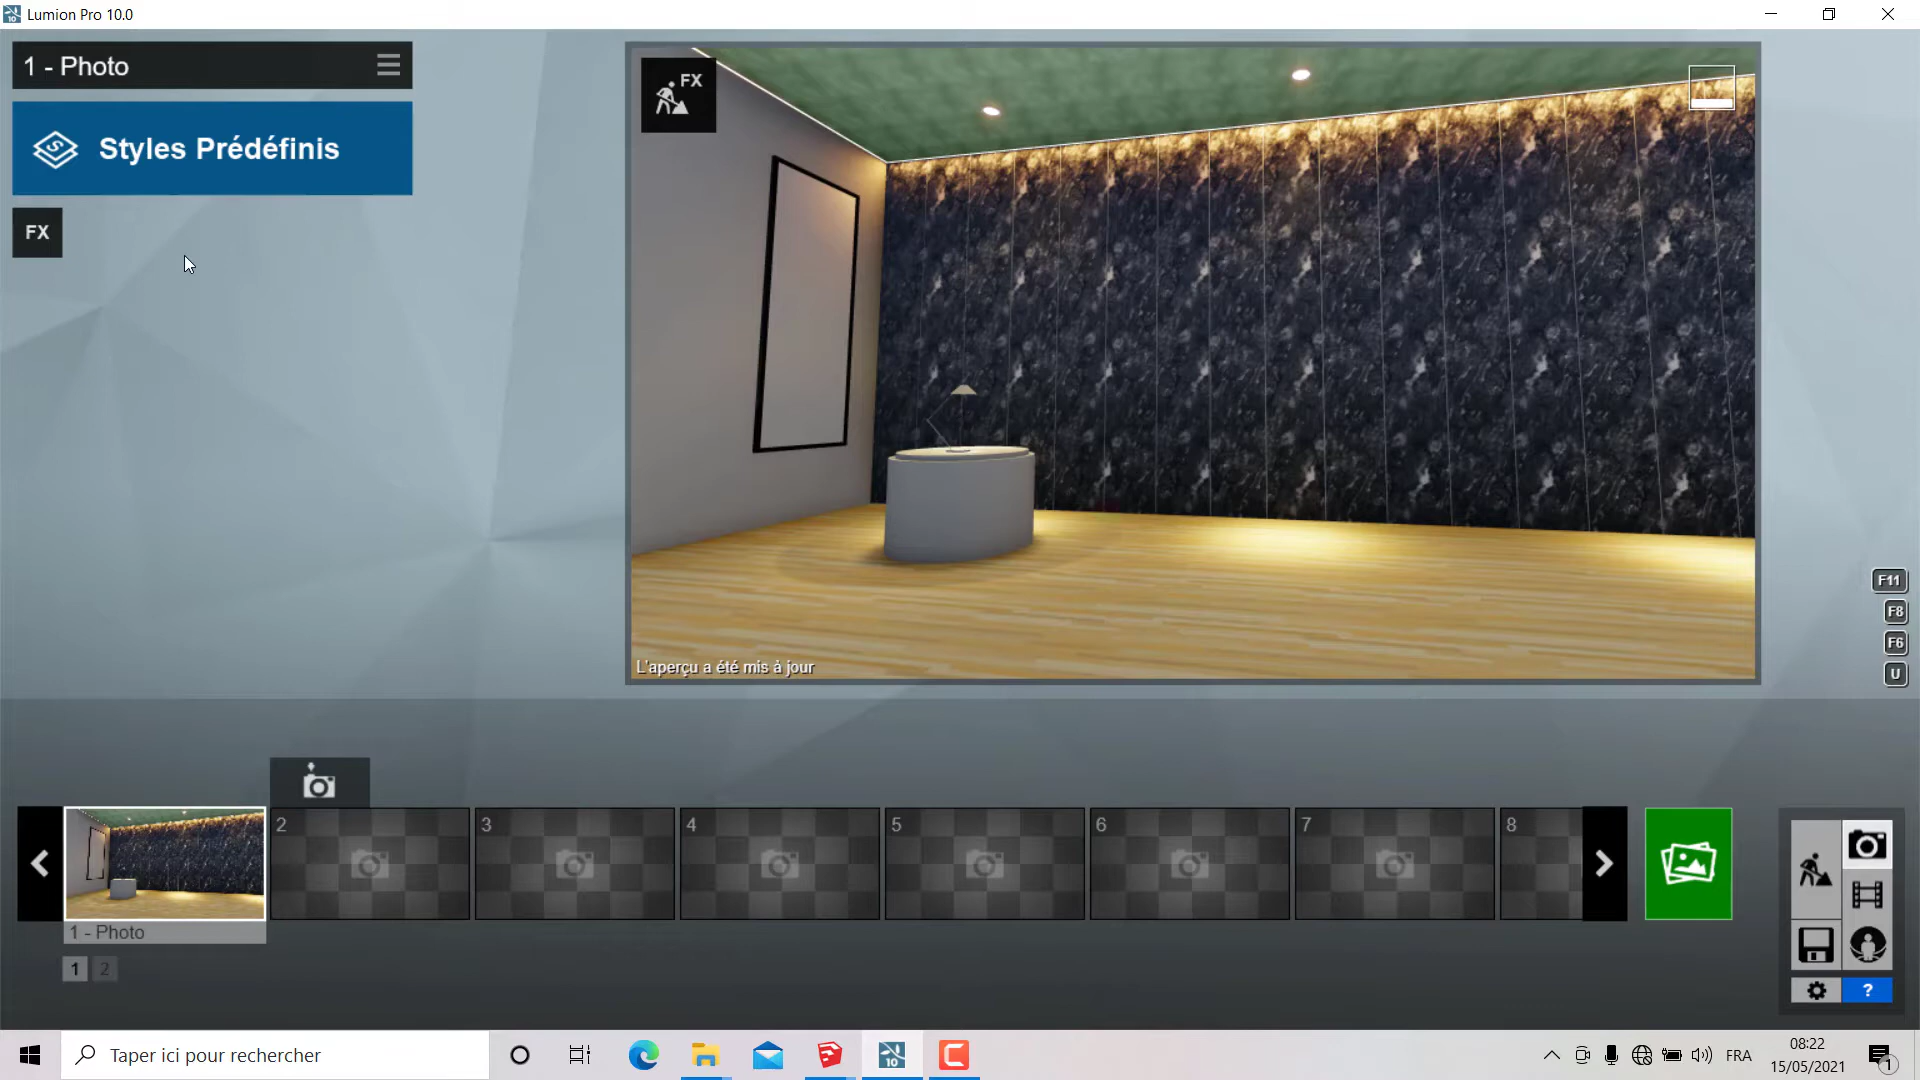 Lumion Pro 10.0
1 - Photo
Styles Prédéfinis
FX
FX
L'aperçu a été mis à jour
F11
F8
F6
U
2
3
4
5
6
7
8
1 - Photo
1
2
?
Taper ici pour rechercher
10
FRA
08:22
15/05/2021
1